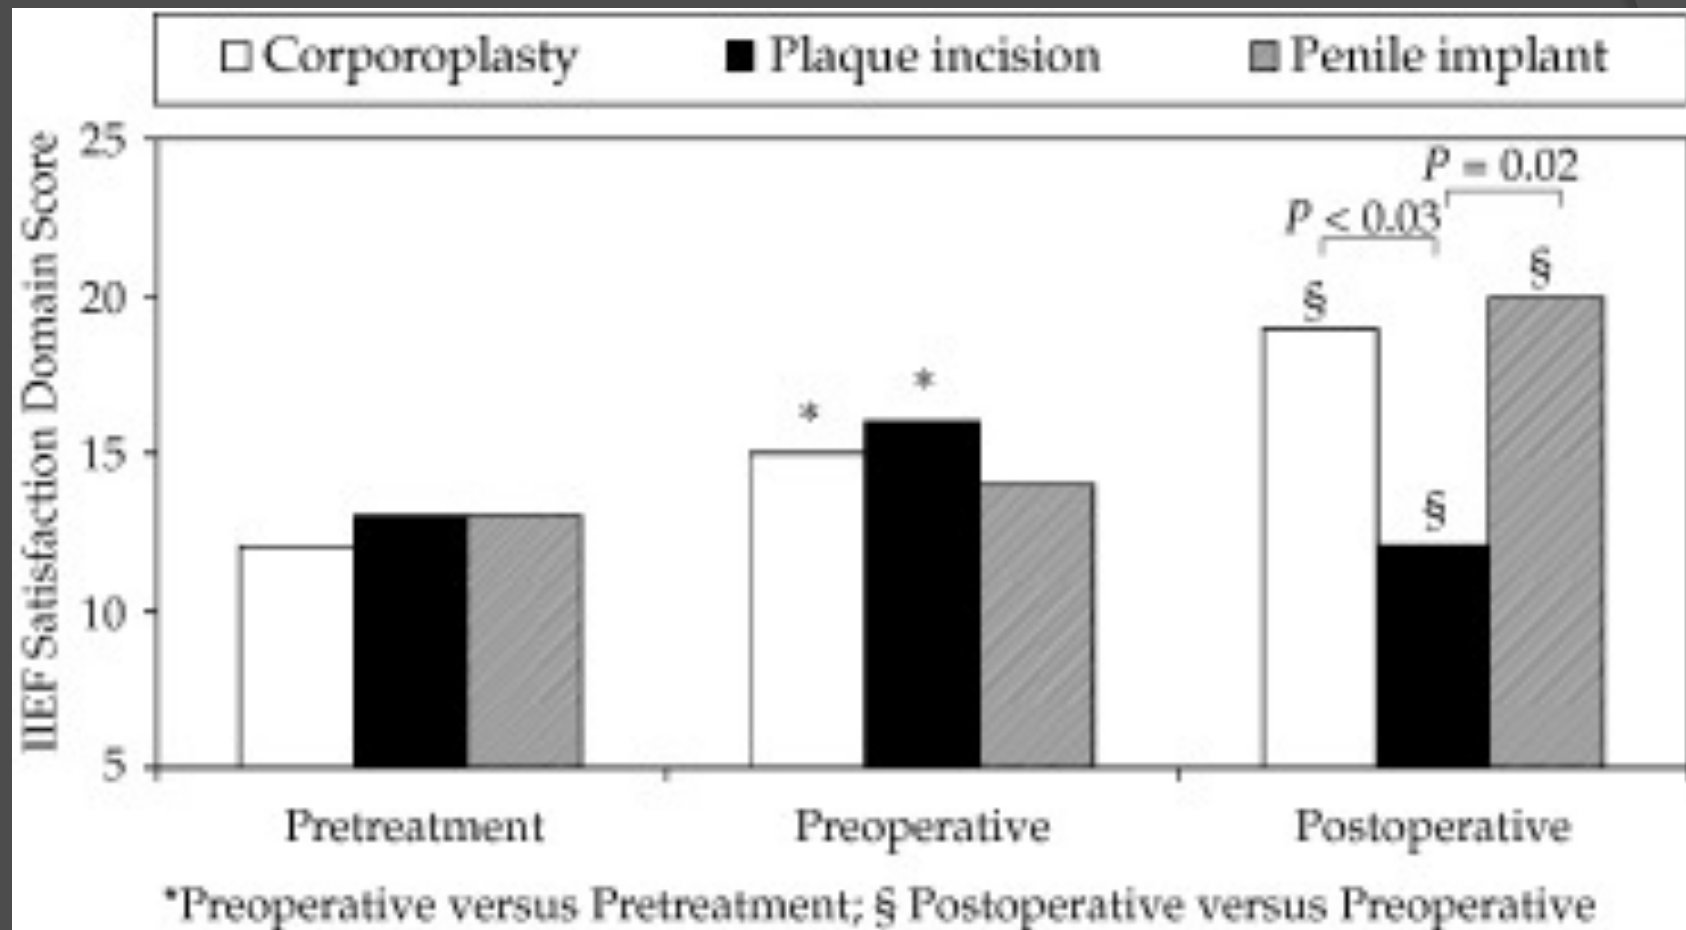 Corporoplasty Plaque incision Penile implant
IIEF Satisfaction Domain Score
25
20
15
10
5
P = 0.02
P < 0.03
§
§
*
*
§
Pretreatment Preoperative Postoperative
*Preoperative versus Pretreatment; § Postoperative versus Preoperative